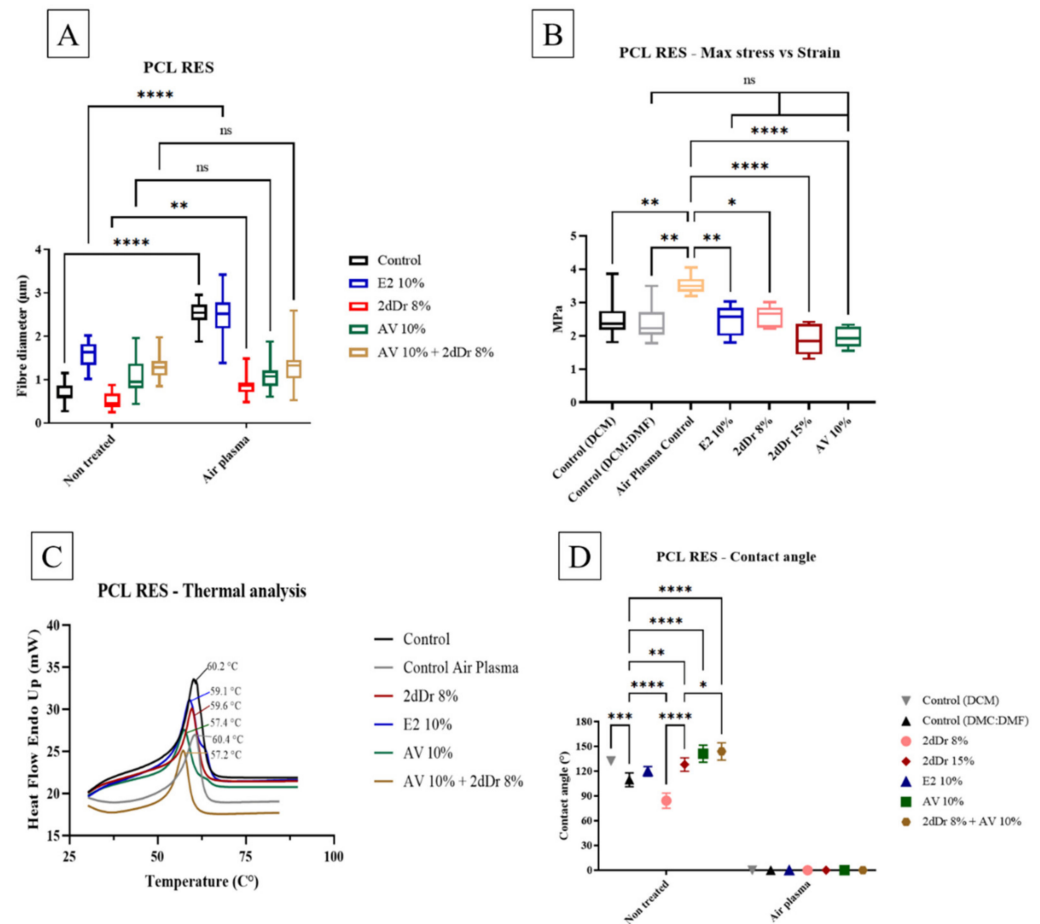 A
PCL RES
****
ns
ns
**
****
Fibre diameter (µm)
4
3
2
1
0
Non treated
Air plasma
Control
E2 10%
2dDr 8%
AV 10%
AV 10% + 2dDr 8%
B
PCL RES - Max stress vs Strain
ns
****
****
**
*
**
**
MPa
5
4
3
2
1
0
Control (DCM)
Control (DCM:DMF)
Air Plasma Control
E2 10%
2dDr 8%
2dDr 15%
AV 10%
C
PCL RES - Thermal analysis
Heat Flow Endo Up (mW)
40
35
30
25
20
15
60.2 °C
59.1 °C
59.6 °C
57.4 °C
60.4 °C
57.2 °C
25
50
75
100
Temperature (C°)
Control
Control Air Plasma
2dDr 8%
E2 10%
AV 10%
AV 10% + 2dDr 8%
D
PCL RES - Contact angle
****
****
**
*
****
***
****
Contact angle (°)
180
150
120
90
60
30
0
Non treated
Air plasma
Control (DCM)
Control (DMC:DMF)
2dDr 8%
2dDr 15%
E2 10%
AV 10%
2dDr 8% + AV 10%